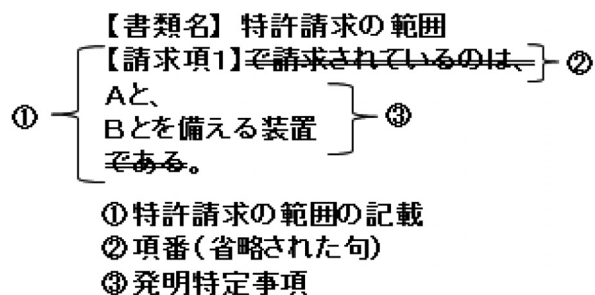 【書類名】特許請求の範囲
【請求項1】で請求されているのは、
②
①
Aと、
Bとを備える装置
③
である。
①特許請求の範囲の記載
②項番(省略された句)
③発明特定事項